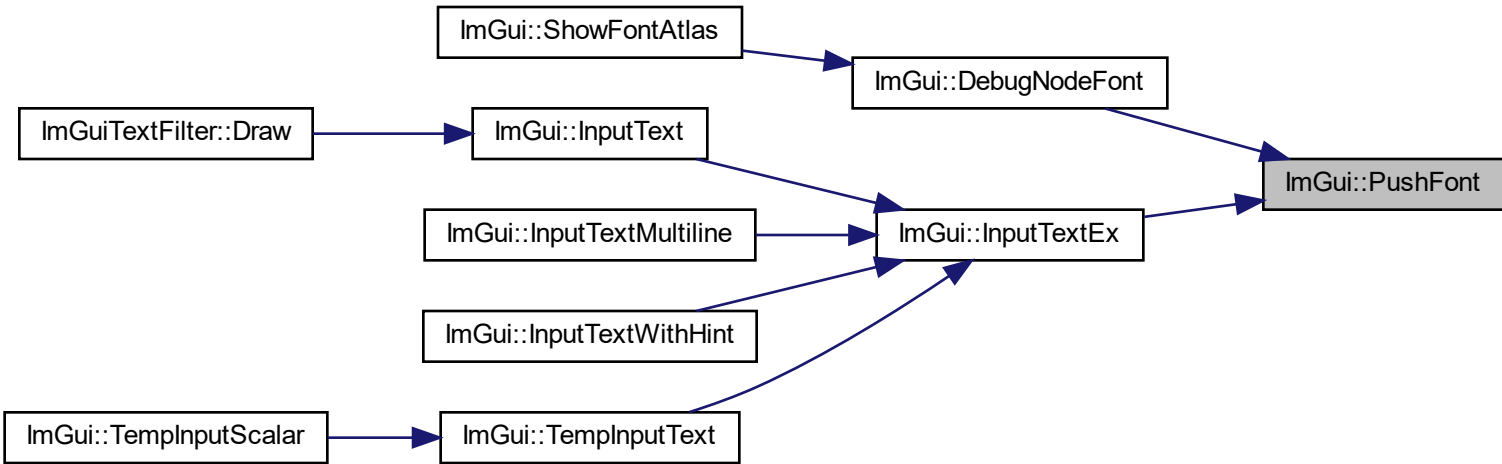 ImGui::ShowFontAtlas
ImGui::DebugNodeFont
ImGuiTextFilter::Draw
ImGui::InputText
ImGui::PushFont
ImGui::InputTextMultiline
ImGui::InputTextEx
ImGui::InputTextWithHint
ImGui::TempInputScalar
ImGui::TempInputText